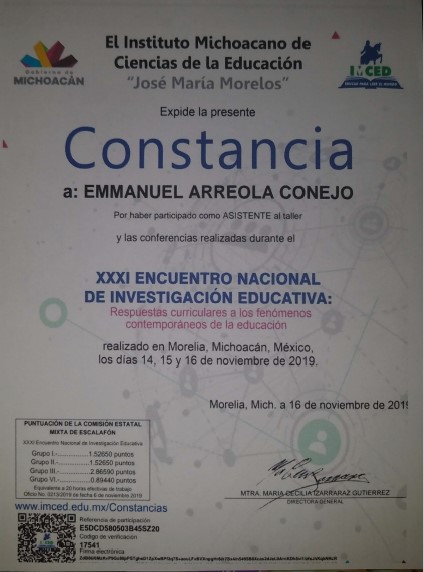 El Instituto Michoacano de
Ciencias de la Educación
“José María Morelos”
Gobierno de
MICHOACÁN
IMCED
Expide la presente
Constancia
a: EMMANUEL ARREOLA CONEJO
Por haber participado como ASISTENTE al taller
y las conferencias realizadas durante el
XXXI ENCUENTRO NACIONAL
DE INVESTIGACIÓN EDUCATIVA:
Respuestas curriculares a los fenómenos
contemporáneos de la educación
realizado en Morelia, Michoacán, México,
los días 14, 15 y 16 de noviembre de 2019.
Morelia, Mich. a 16 de noviembre de 2019
PUNTUACIÓN DE LA COMISIÓN ESTATAL
MIXTA DE ESCALAFÓN
XXXI Encuentro Nacional de Investigación Educativa
Grupo I.-..............1.52650 puntos
Grupo II.-.............1.52650 puntos
Grupo III.-............2.86590 puntos
Grupo VI.-............0.89440 puntos
Equivalente a 20 horas efectivas de trabajo
Oficio No. 0213/2019 de fecha 6 de noviembre 2019
MTRA. MARIA CECILIA IZARRARAZ GUTIERREZ
DIRECTORA GENERAL
www.imced.edu.mx/Constancias
Referencia de participación
E5DCD580503B45SZ20
Código de verificación
17541
Firma electrónica